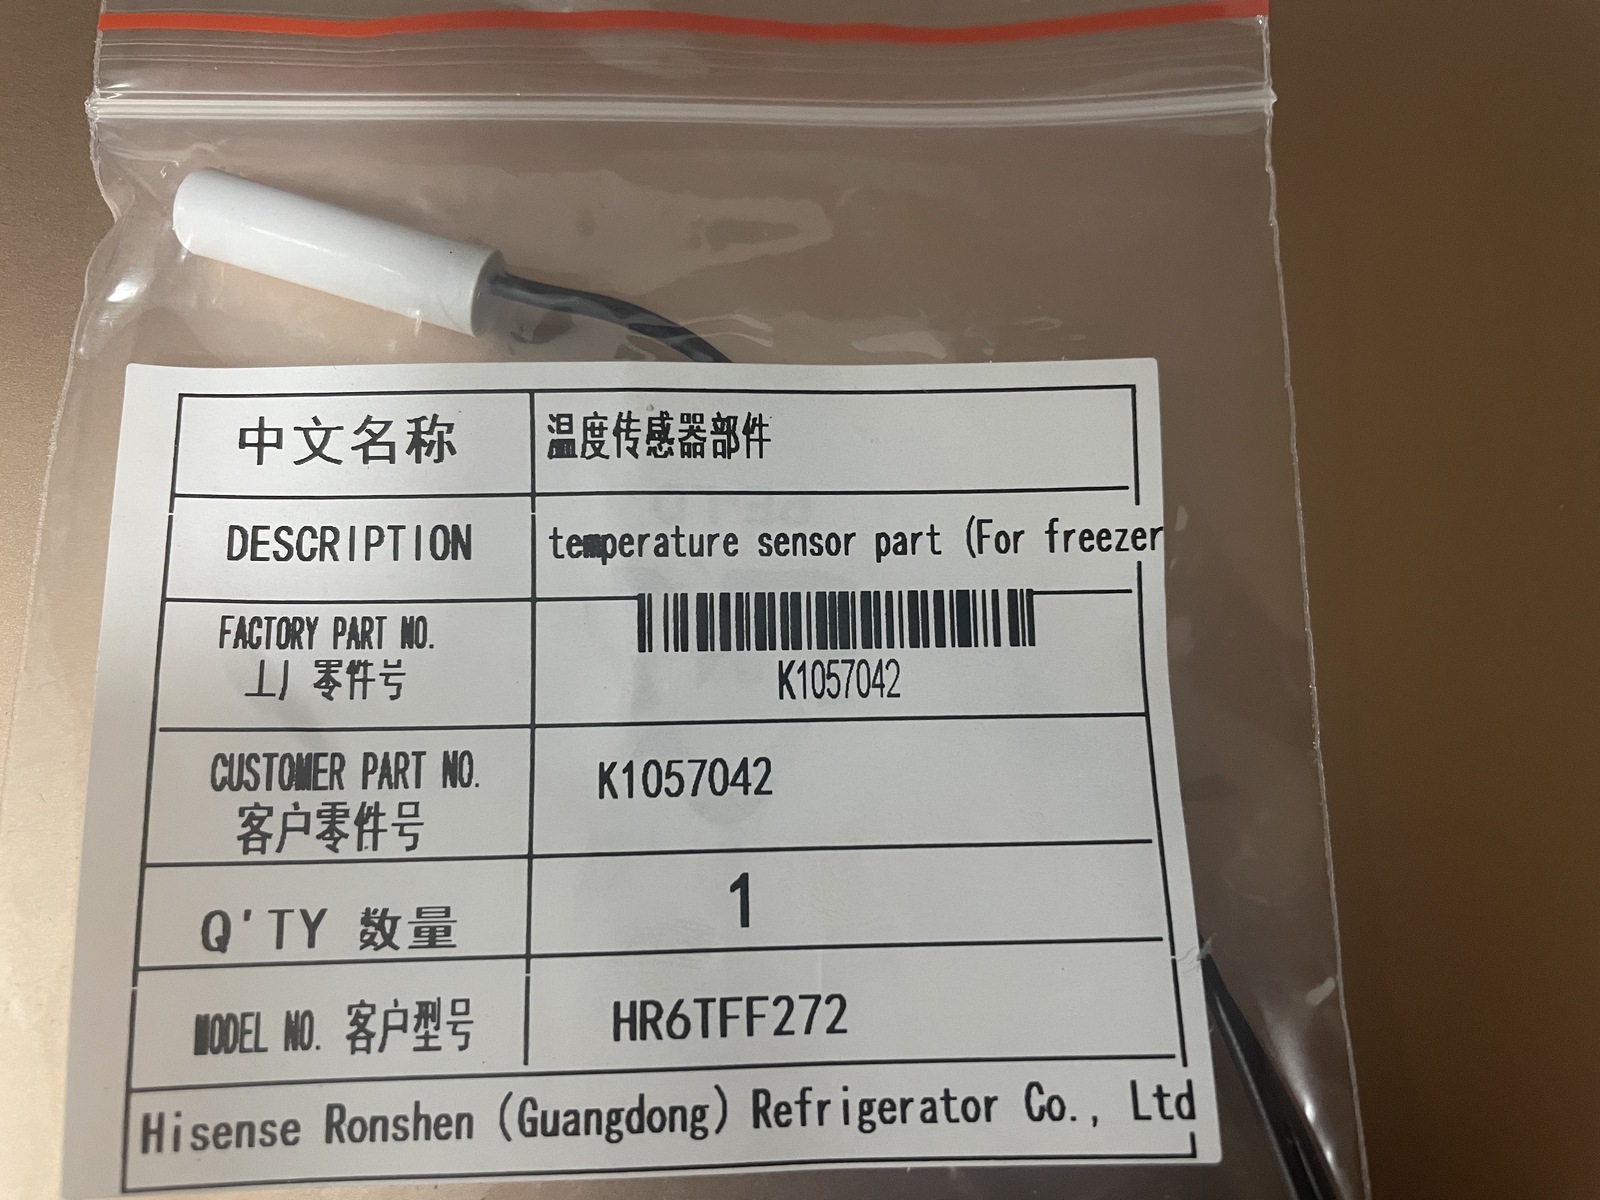 中文名称 温度传感器部件
DESCRIPTION temperature sensor part (For freezer
FACTORY PART NO.
工厂零件号
K1057042
CUSTOMER PART NO.
客户零件号
K1057042
Q'TY 数量 1
MODEL NO. 客户型号 HR6TFF272
Hisense Ronshen (Guangdong) Refrigerator Co., Ltd